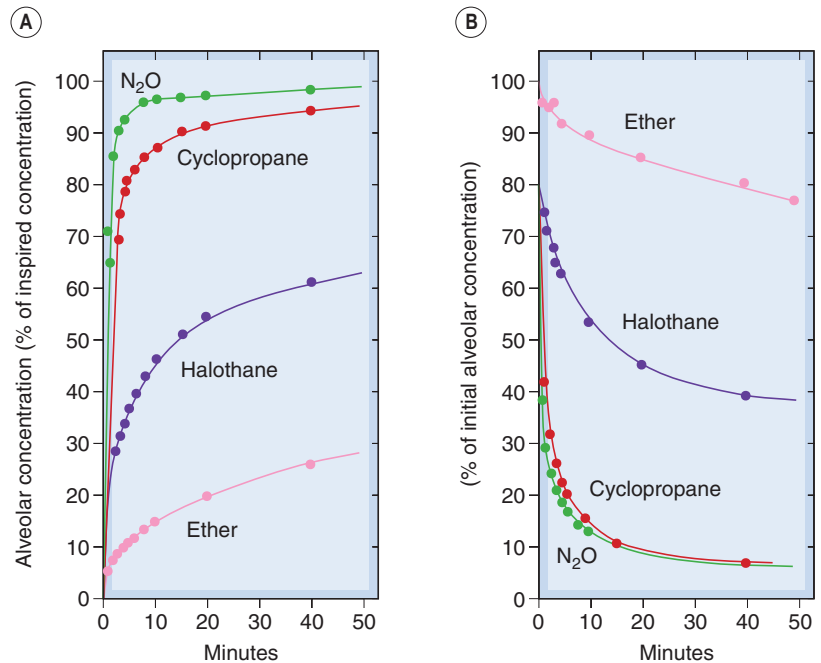 A
Alveolar concentration (% of inspired concentration)
100
90
80
70
60
50
40
30
20
10
0
N₂O
Cyclopropane
Halothane
Ether
0 10 20 30 40 50
Minutes
B
(% of initial alveolar concentration)
100
90
80
70
60
50
40
30
20
10
0
Ether
Halothane
Cyclopropane
N₂O
0 10 20 30 40 50
Minutes